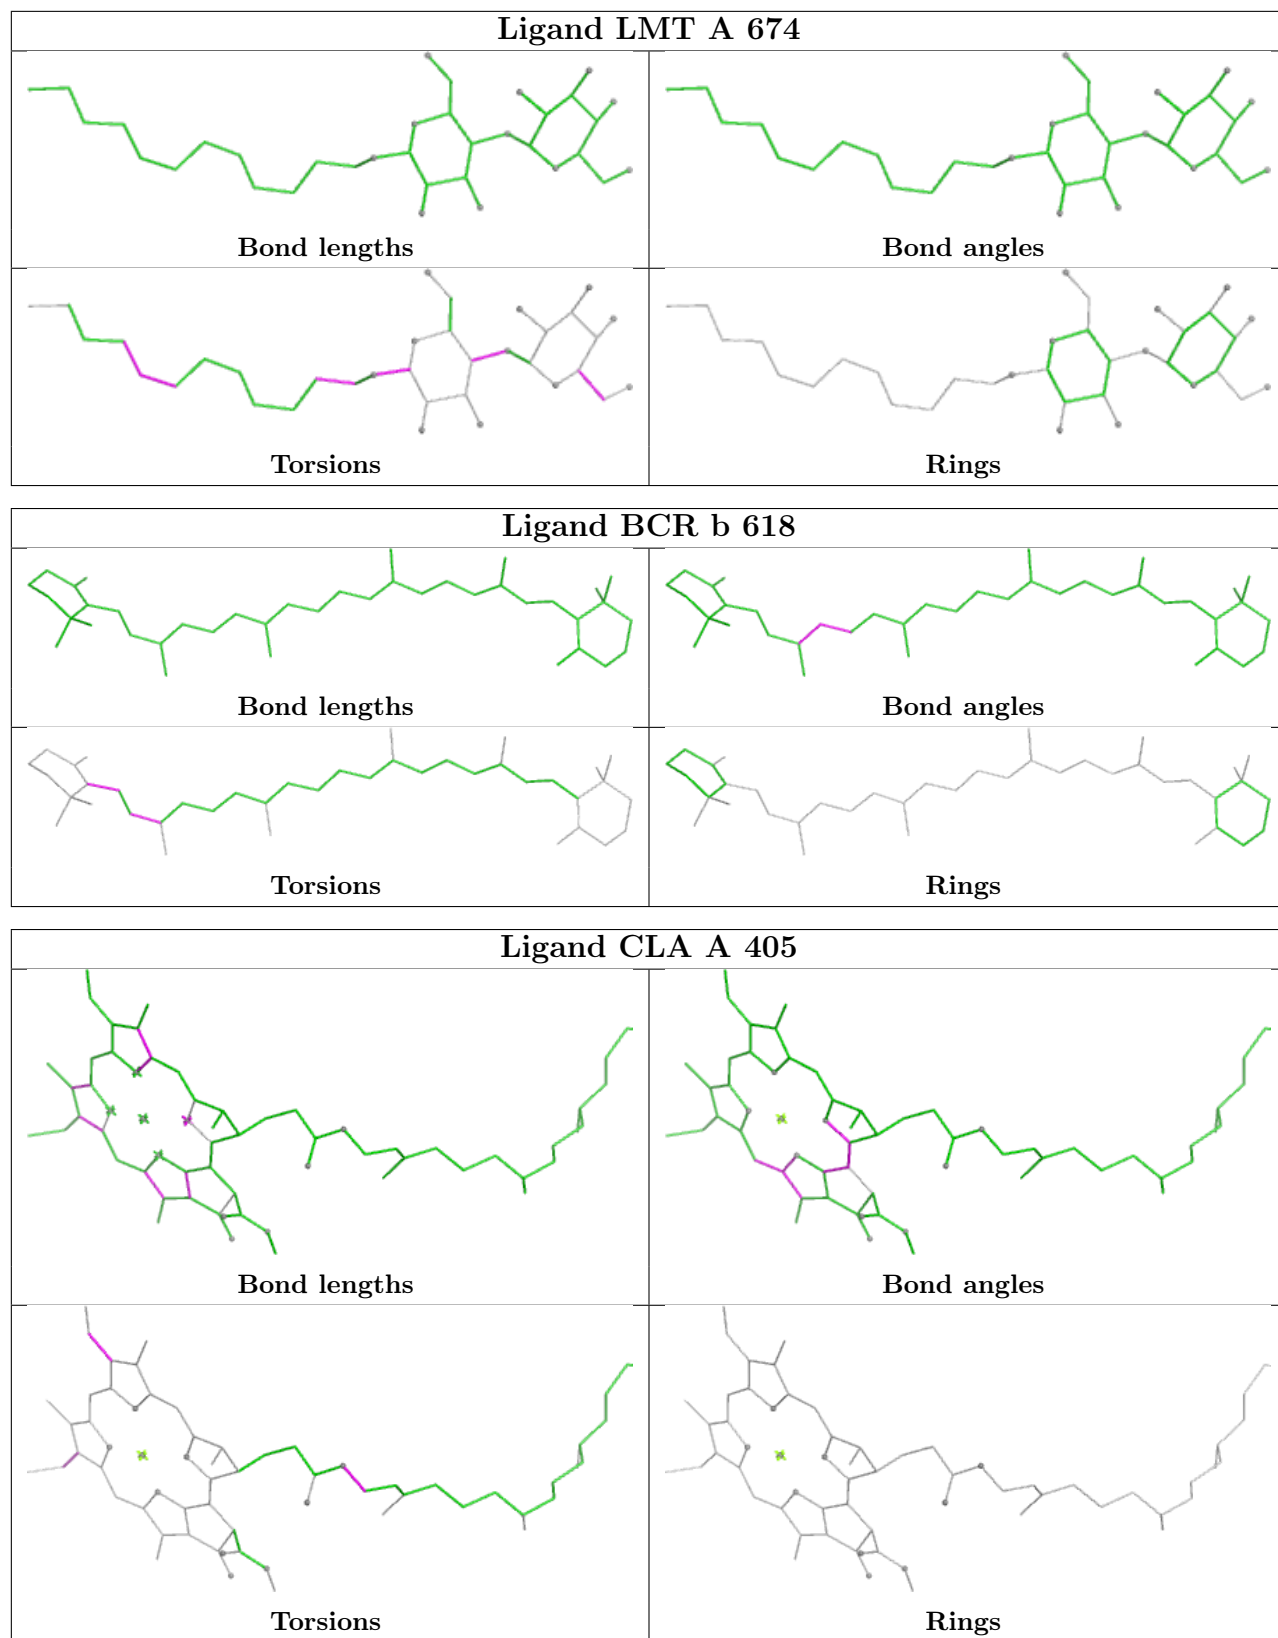 Ligand LMT A 674
Bond lengths
Bond angles
Torsions
Rings
Ligand BCR b 618
Bond lengths
Bond angles
Torsions
Rings
Ligand CLA A 405
Bond lengths
Bond angles
Torsions
Rings